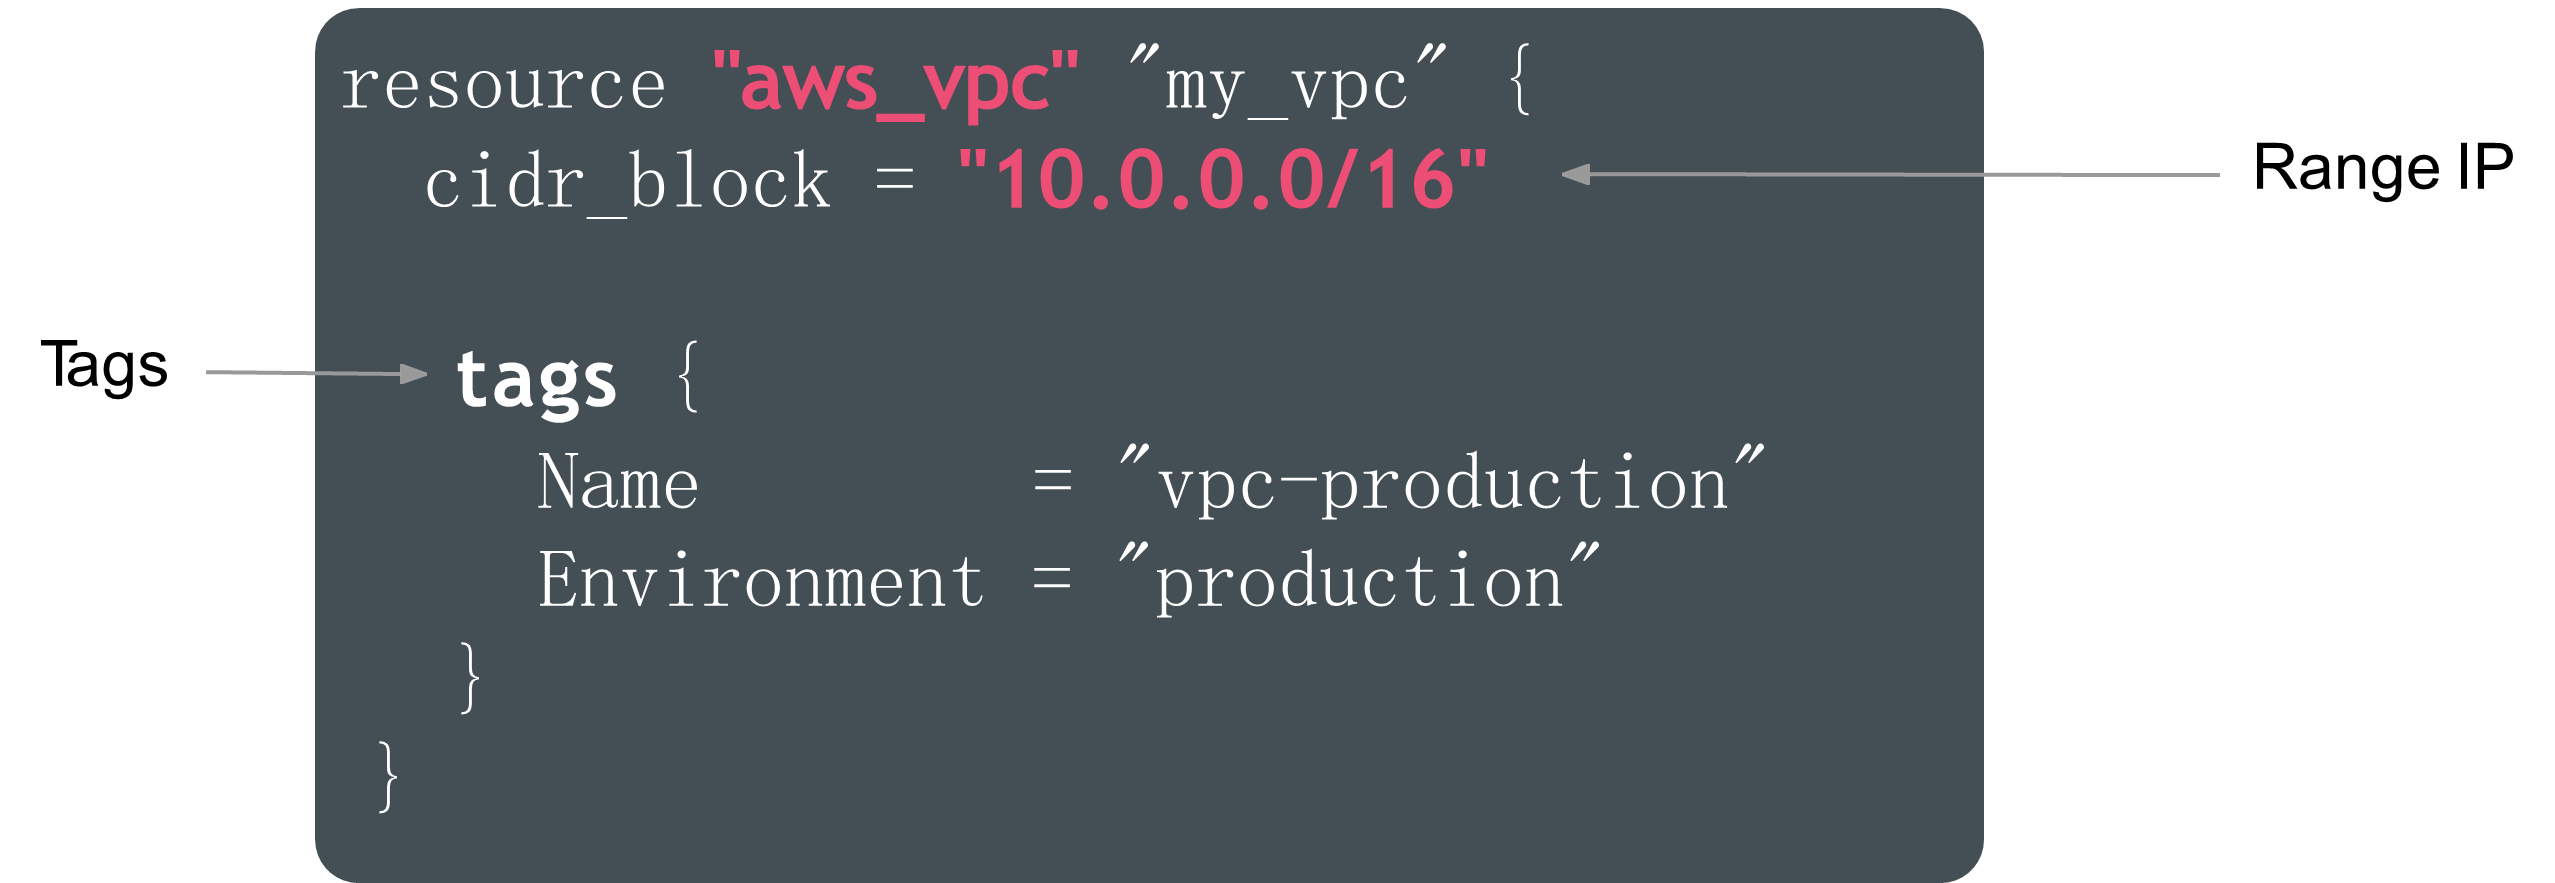 resource "aws_vpc" "my_vpc" {
cidr_block = "10.0.0.0/16"
Range IP
Tags
tags {
Name = "vpc-production"
Environment = "production"
}
}